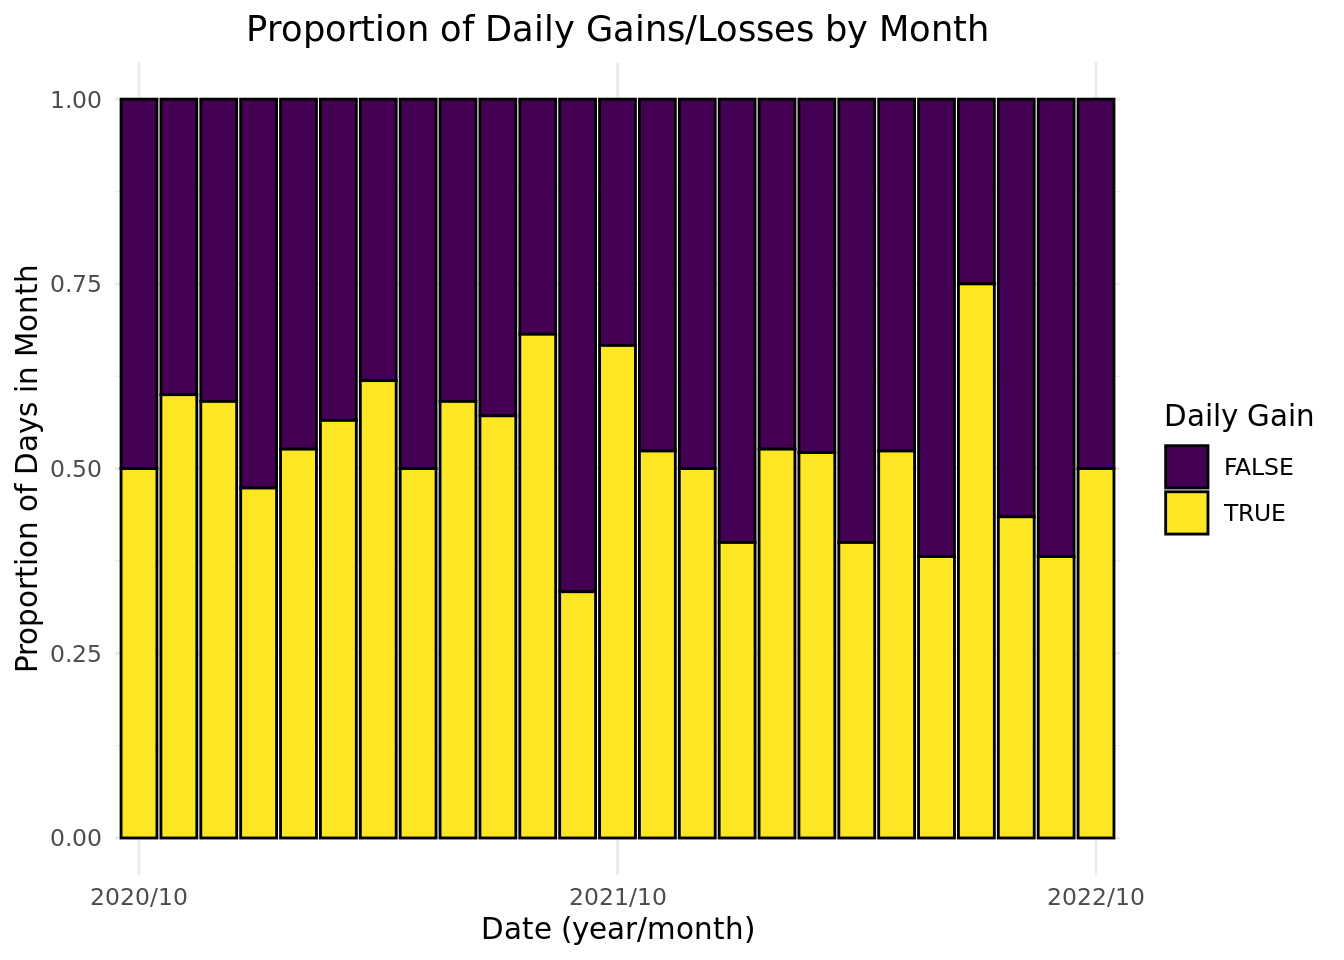 Proportion of Daily Gains/Losses by Month
Proportion of Days in Month
1.00
0.75
0.50
0.25
0.00
2020/10
2021/10
2022/10
Date (year/month)
Daily Gain
FALSE
TRUE